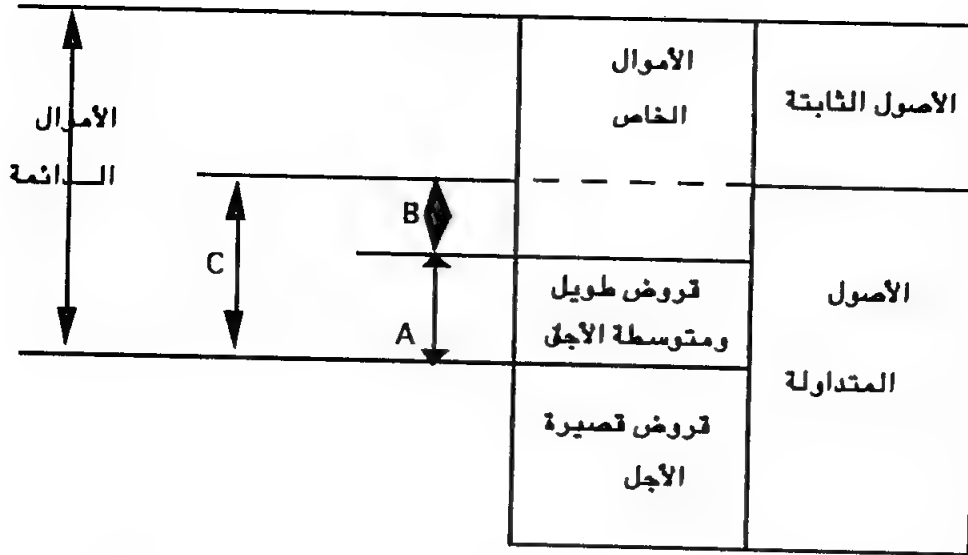 الأصول الثابتة
الأصول
المتداولة
الأموال
الخاص
قروض طويل
ومتوسطة الأجل
قروض قصيرة
الأجل
B
A
C
الأموال
الدائمة